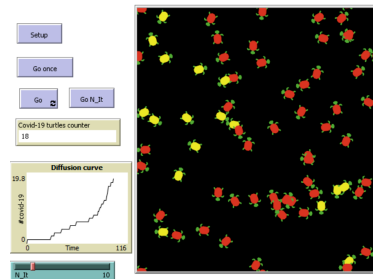 Setup
Go once
Go
Go N_It
Covid-19 turtles counter
18
Diffusion curve
19.8
#covid-19
0
0
Time
116
N_It
10